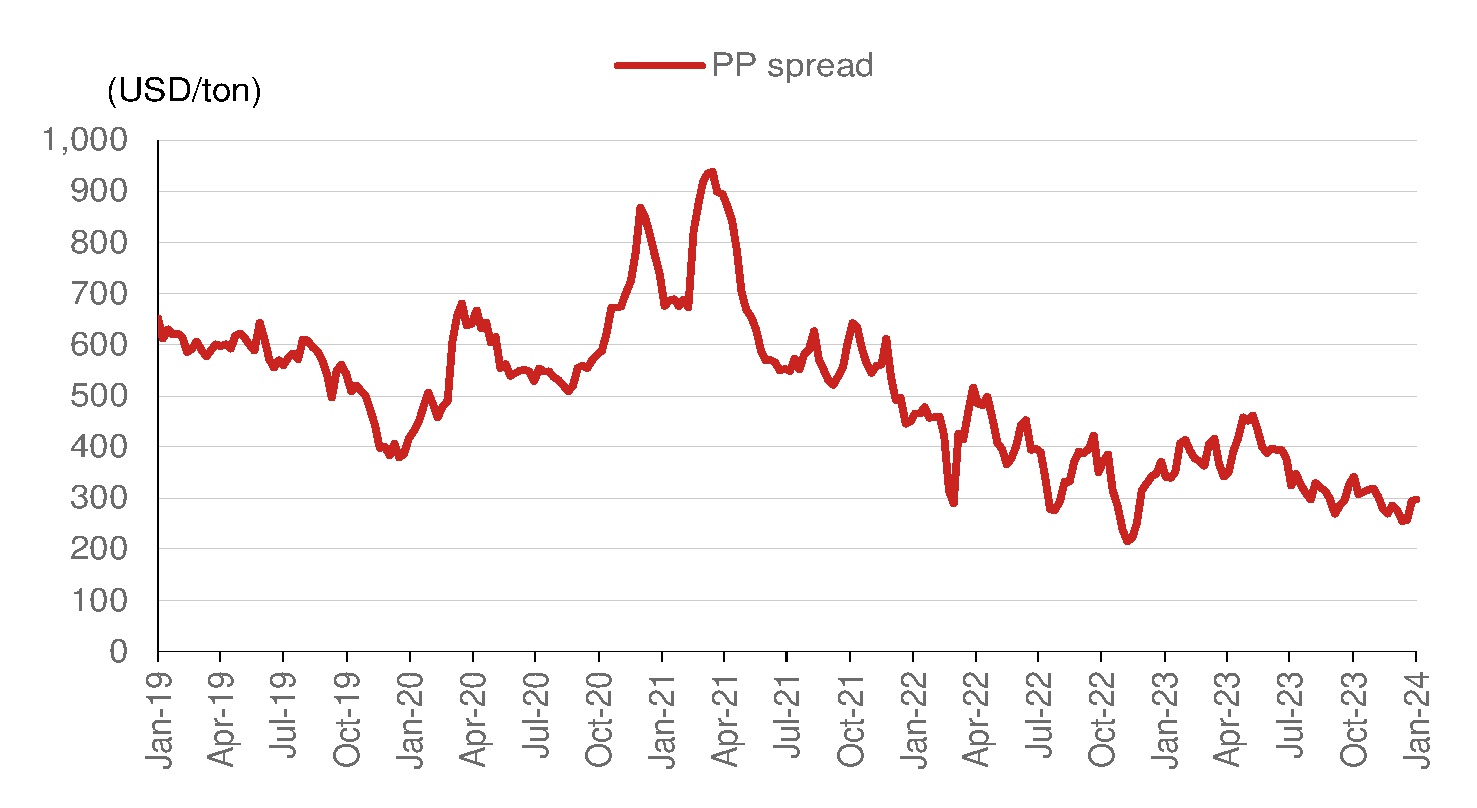 PP spread
(USD/ton)
1,000
900
800
700
600
500
400
300
200
100
0
Jan-19
Apr-19
Jul-19
Oct-19
Jan-20
Apr-20
Jul-20
Oct-20
Jan-21
Apr-21
Jul-21
Oct-21
Jan-22
Apr-22
Jul-22
Oct-22
Jan-23
Apr-23
Jul-23
Oct-23
Jan-24